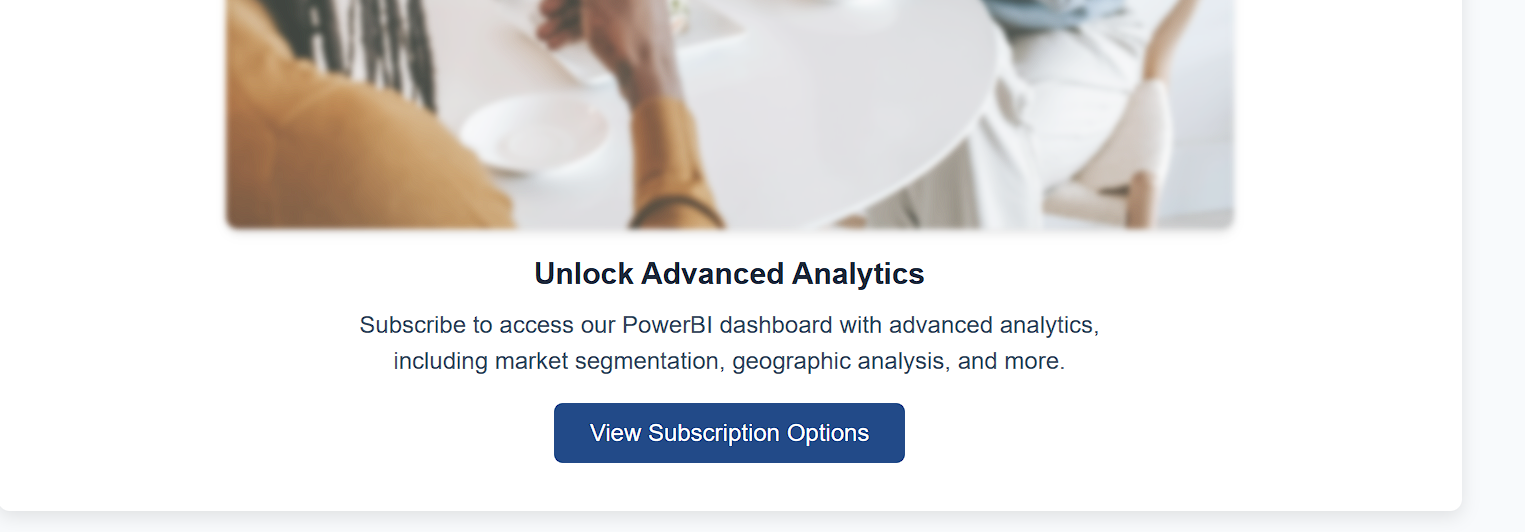 Unlock Advanced Analytics
Subscribe to access our PowerBI dashboard with advanced analytics,
including market segmentation, geographic analysis, and more.
View Subscription Options